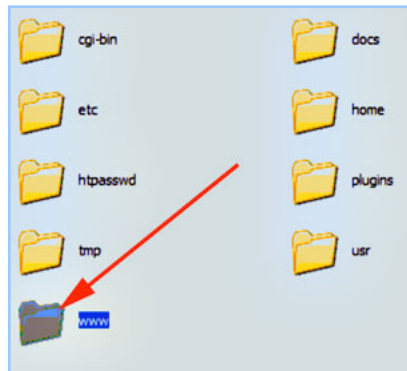 cgi-bin docs
etc home
htpasswd plugins
tmp usr
www